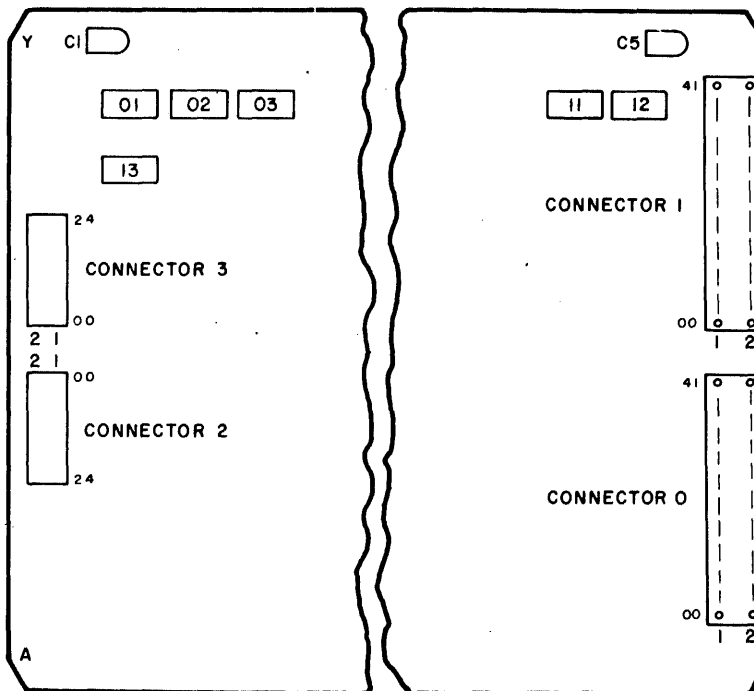 Y C1 C5
41
01 02 03 11 12
13
CONNECTOR 1
24
CONNECTOR 3
00 00
2 1 1 2
2 1
00 41
CONNECTOR 2
24
CONNECTOR 0
00
1 2
A